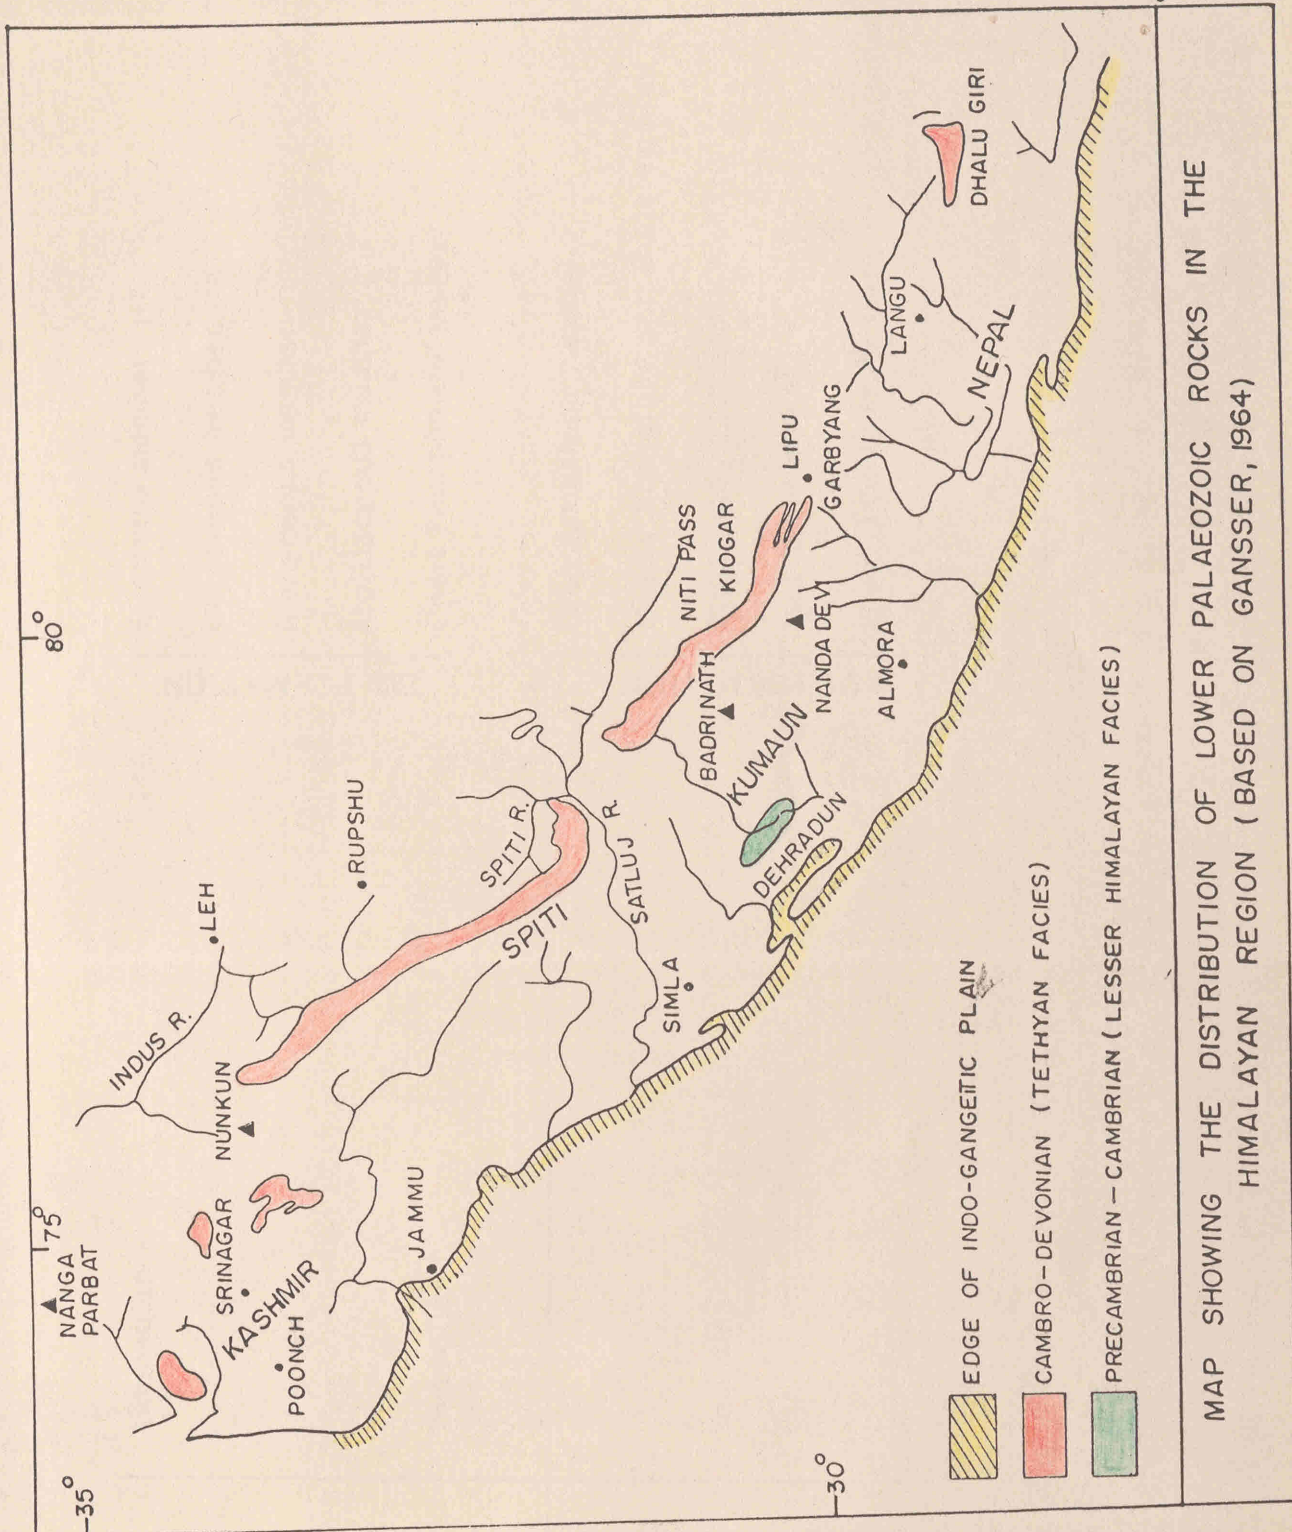 35°
75°
80°
30°
NANGA
PARBAT
INDUS R.
LEH
RUPSHU
NUNKUN
SRINAGAR
KASHMIR
POONCH
JAMMU
SPITI R.
SPITI
SATLUJ R.
SIMLA
NITI PASS
KIOGAR
LIPU
GARBYANG
BADRINATH
KUMAUN
NANDA DEVI
DEHRADUN
ALMORA
LANGU
NEPAL
DHALU GIRI
EDGE OF INDO-GANGETIC PLAIN
CAMBRO-DEVONIAN (TETHYAN FACIES)
PRECAMBRIAN-CAMBRIAN (LESSER HIMALAYAN FACIES)
MAP SHOWING THE DISTRIBUTION OF LOWER PALAEOZOIC ROCKS IN THE
HIMALAYAN REGION (BASED ON GANSSER, 1964)